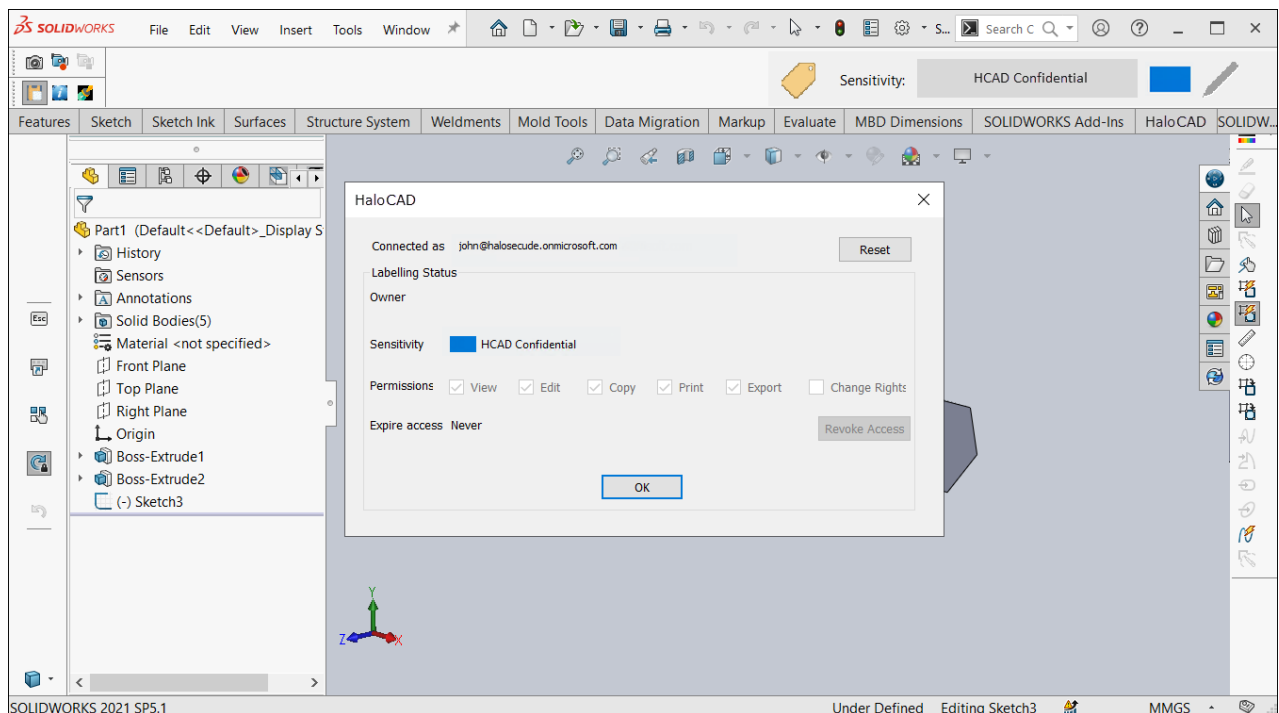 SOLIDWORKS File Edit View Insert Tools Window S... Search C
Sensitivity: HCAD Confidential
Features Sketch Sketch Ink Surfaces Structure System Weldments Mold Tools Data Migration Markup Evaluate MBD Dimensions SOLIDWORKS Add-Ins HaloCAD SOLIDW...
Part1 (Default<<Default>_Display S
History
Sensors
Annotations
Solid Bodies(5)
Material <not specified>
Front Plane
Top Plane
Right Plane
Origin
Boss-Extrude1
Boss-Extrude2
(-) Sketch3
Esc
HaloCAD
Connected as john@halosecude.onmicrosoft.com Reset
Labelling Status
Owner
Sensitivity HCAD Confidential
Permissions View Edit Copy Print Export Change Rights
Expire access Never Revoke Access
OK
Y
Z X
SOLIDWORKS 2021 SP5.1 Under Defined Editing Sketch3 MMGS